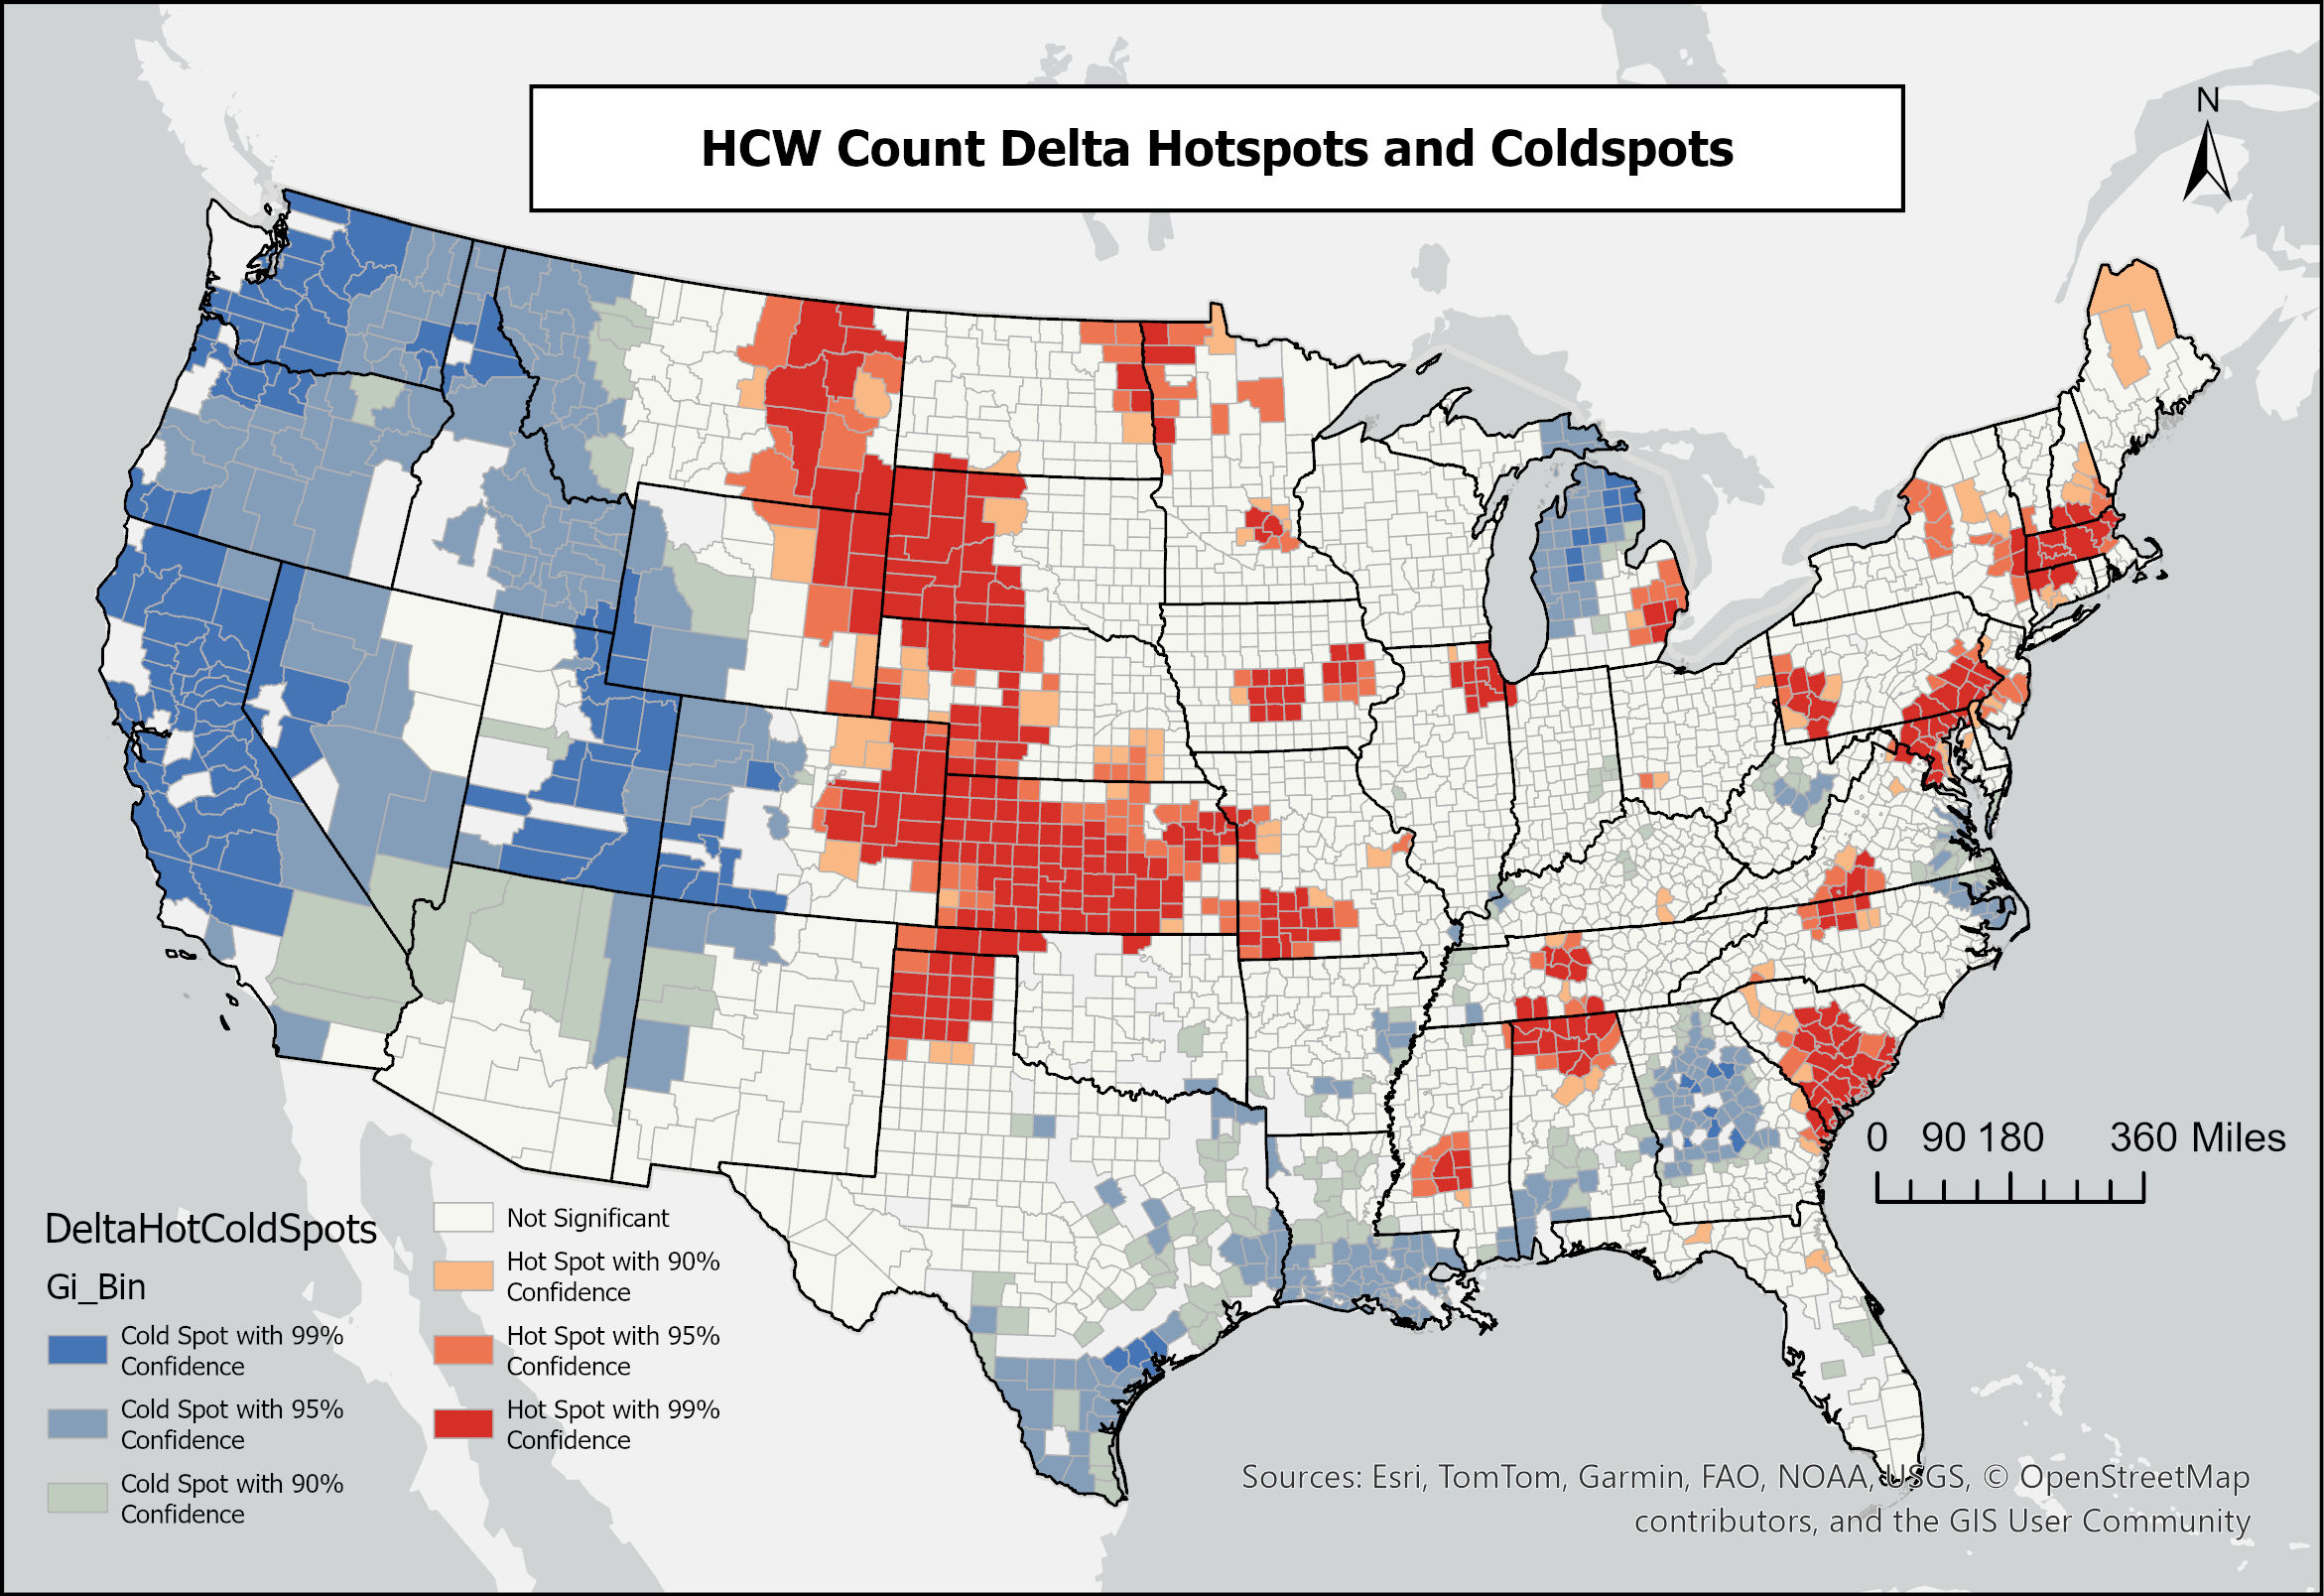 HCW Count Delta Hotspots and Coldspots
N
0 90 180 360 Miles
DeltaHotColdSpots
Gi_Bin
Cold Spot with 99%
Confidence
Cold Spot with 95%
Confidence
Cold Spot with 90%
Confidence
Not Significant
Hot Spot with 90%
Confidence
Hot Spot with 95%
Confidence
Hot Spot with 99%
Confidence
Sources: Esri, TomTom, Garmin, FAO, NOAA, USGS, © OpenStreetMap
contributors, and the GIS User Community